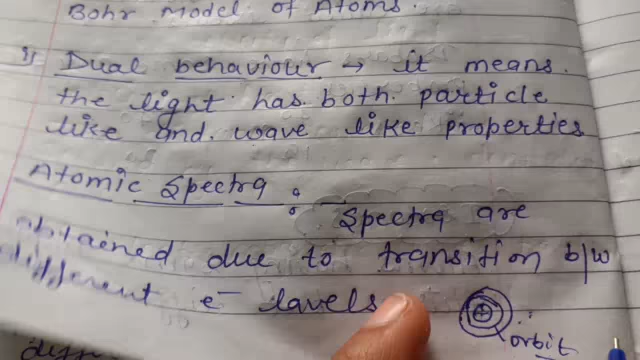 Bohr model of Atoms.
1) Dual behaviour → it means
the light has both particle
like and wave like properties
Atomic Spectra :
Spectra are
obtained due to transition b/w
different e⁻ lavels
+
orbit